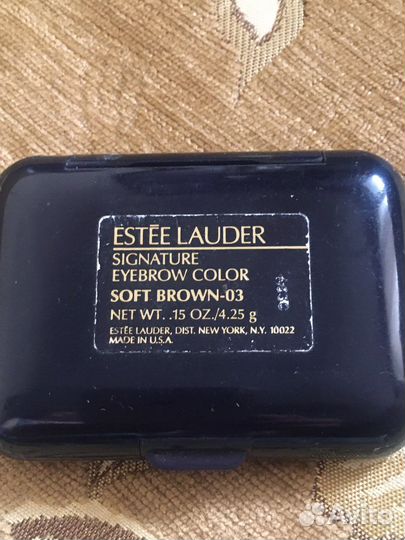 ESTĒE LAUDER
SIGNATURE
EYEBROW COLOR
SOFT BROWN-03
NET WT. .15 OZ./4.25 g
ESTĒE LAUDER, DIST. NEW YORK, N.Y. 10022
MADE IN U.S.A.
Avito